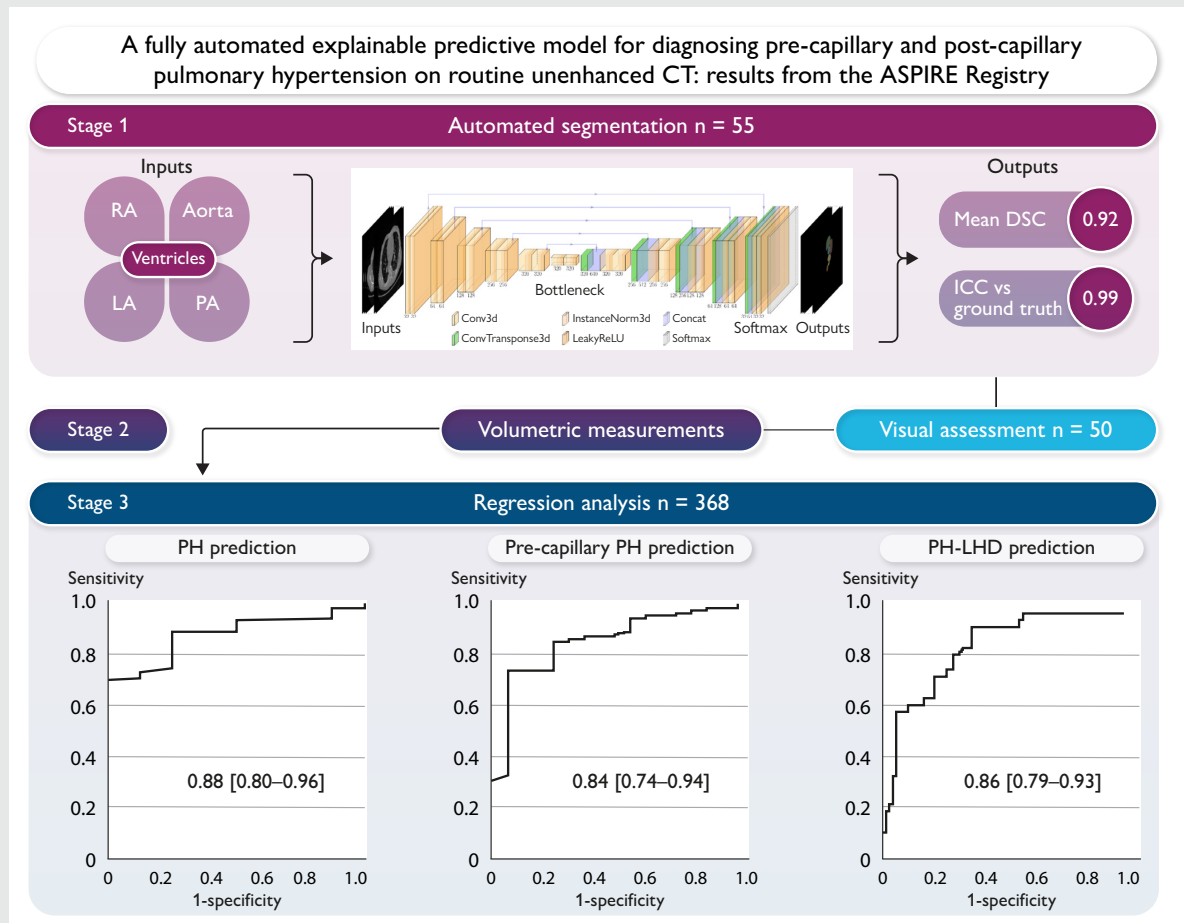 A fully automated explainable predictive model for diagnosing pre-capillary and post-capillary
pulmonary hypertension on routine unenhanced CT: results from the ASPIRE Registry
Stage 1
Automated segmentation n = 55
Inputs
RA
Aorta
Ventricles
LA
PA
Inputs
Bottleneck
Softmax
Outputs
Conv3d
InstanceNorm3d
Concat
ConvTranspose3d
LeakyReLU
Softmax
Outputs
Mean DSC
0.92
ICC vs
ground truth
0.99
Stage 2
Volumetric measurements
Visual assessment n = 50
Stage 3
Regression analysis n = 368
PH prediction
Sensitivity
1.0
0.8
0.6
0.4
0.2
0
0.88 [0.80–0.96]
0 0.2 0.4 0.6 0.8 1.0
1-specificity
Pre-capillary PH prediction
Sensitivity
1.0
0.8
0.6
0.4
0.2
0
0.84 [0.74–0.94]
0 0.2 0.4 0.6 0.8 1.0
1-specificity
PH-LHD prediction
Sensitivity
1.0
0.8
0.6
0.4
0.2
0
0.86 [0.79–0.93]
0 0.2 0.4 0.6 0.8 1.0
1-specificity